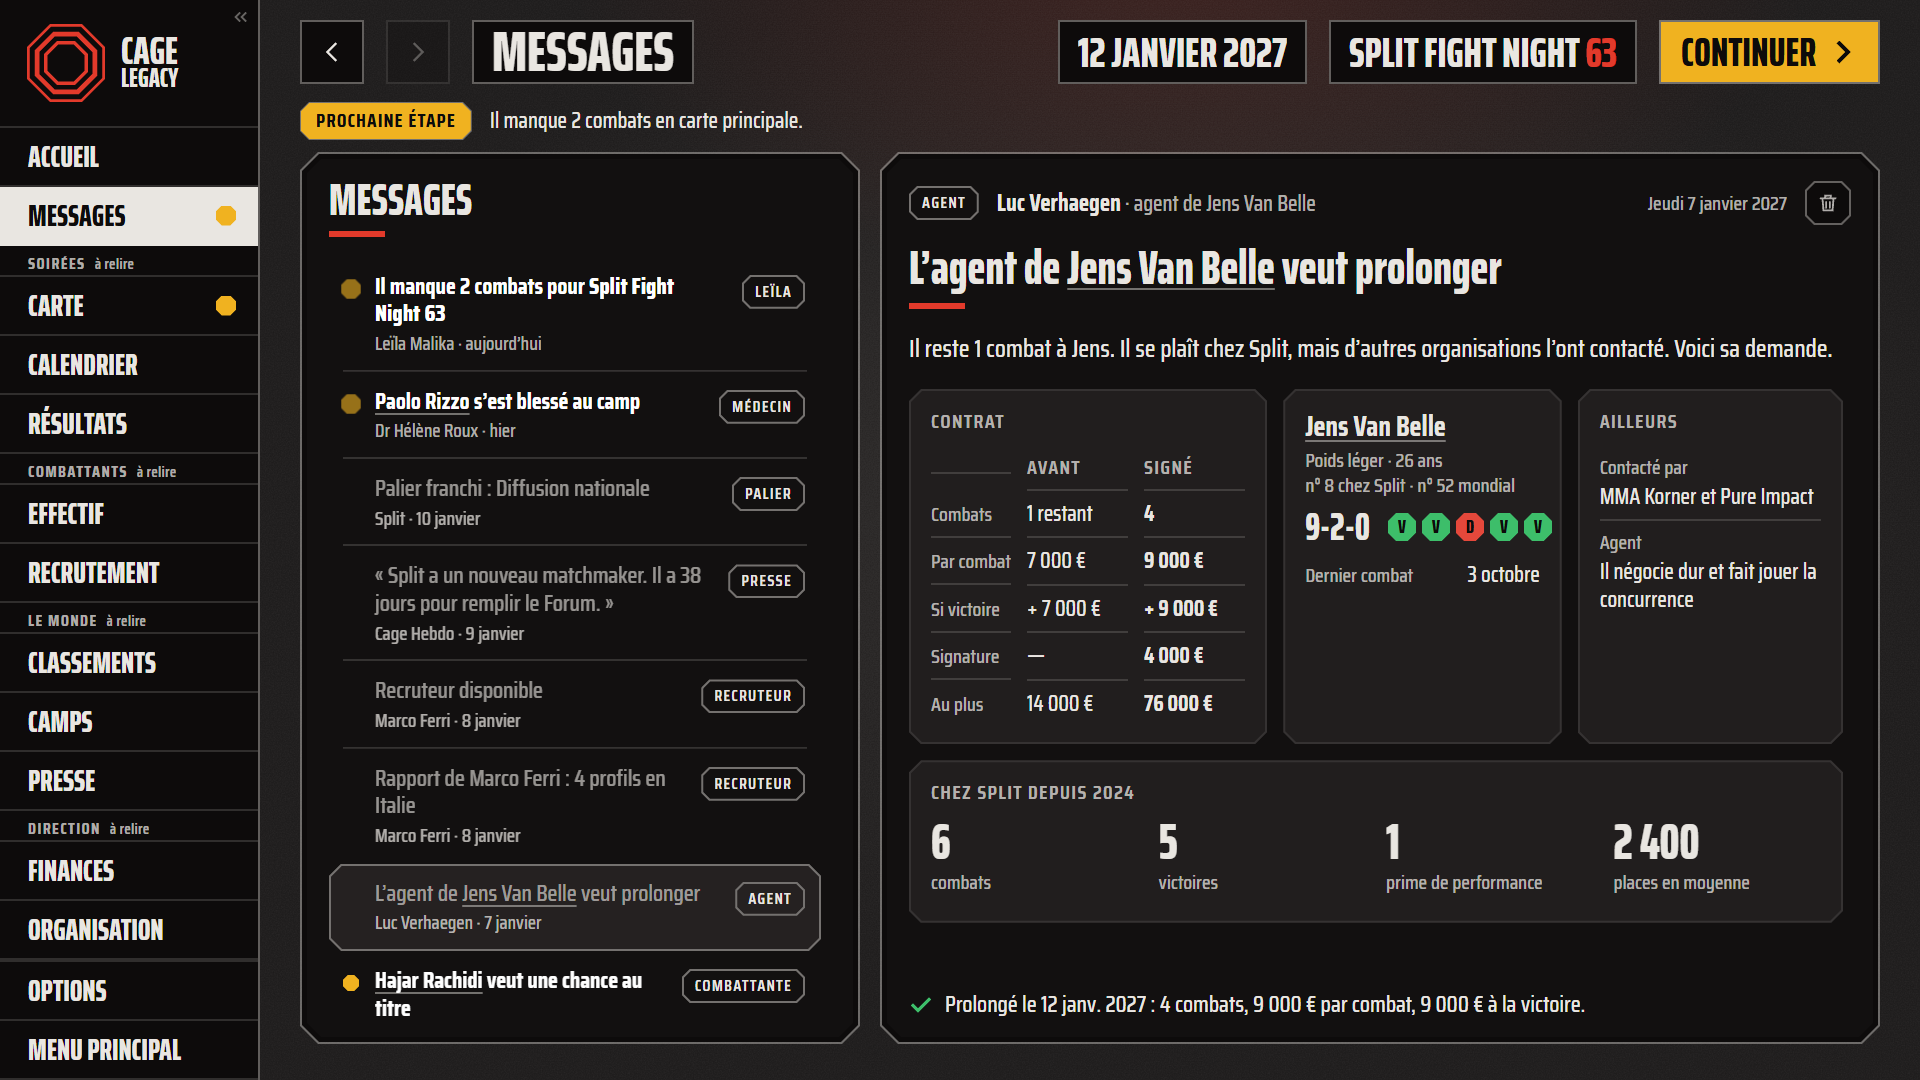 «
CAGE
LEGACY
ACCUEIL
MESSAGES
SOIRÉES à relire
CARTE
CALENDRIER
RÉSULTATS
COMBATTANTS à relire
EFFECTIF
RECRUTEMENT
LE MONDE à relire
CLASSEMENTS
CAMPS
PRESSE
DIRECTION à relire
FINANCES
ORGANISATION
OPTIONS
MENU PRINCIPAL
MESSAGES
12 JANVIER 2027
SPLIT FIGHT NIGHT 63
CONTINUER
PROCHAINE ÉTAPE
Il manque 2 combats en carte principale.
MESSAGES
Il manque 2 combats pour Split Fight
Night 63
LEÏLA
Leïla Malika · aujourd’hui
Paolo Rizzo s’est blessé au camp
MÉDECIN
Dr Hélène Roux · hier
Palier franchi : Diffusion nationale
PALIER
Split · 10 janvier
« Split a un nouveau matchmaker. Il a 38
jours pour remplir le Forum. »
PRESSE
Cage Hebdo · 9 janvier
Recruteur disponible
RECRUTEUR
Marco Ferri · 8 janvier
Rapport de Marco Ferri : 4 profils en
Italie
RECRUTEUR
Marco Ferri · 8 janvier
L’agent de Jens Van Belle veut prolonger
AGENT
Luc Verhaegen · 7 janvier
Hajar Rachidi veut une chance au
titre
COMBATTANTE
AGENT
Luc Verhaegen · agent de Jens Van Belle
Jeudi 7 janvier 2027
L’agent de Jens Van Belle veut prolonger
Il reste 1 combat à Jens. Il se plaît chez Split, mais d’autres organisations l’ont contacté. Voici sa demande.
CONTRAT
AVANT SIGNÉ
Combats 1 restant 4
Par combat 7 000 € 9 000 €
Si victoire + 7 000 € + 9 000 €
Signature — 4 000 €
Au plus 14 000 € 76 000 €
Jens Van Belle
Poids léger · 26 ans
n° 8 chez Split · n° 52 mondial
9-2-0 V V D V V
Dernier combat 3 octobre
AILLEURS
Contacté par
MMA Korner et Pure Impact
Agent
Il négocie dur et fait jouer la
concurrence
CHEZ SPLIT DEPUIS 2024
6 5 1 2 400
combats victoires prime de performance places en moyenne
Prolongé le 12 janv. 2027 : 4 combats, 9 000 € par combat, 9 000 € à la victoire.